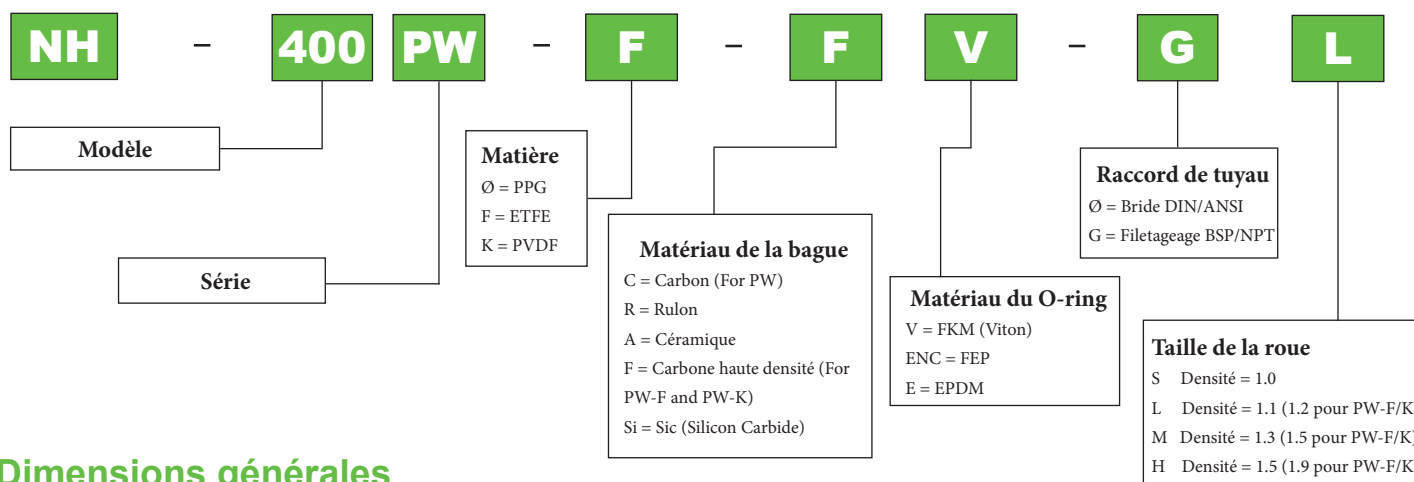 NH - 400 PW - F - F V - G L
Modèle
Série
Matière
Ø = PPG
F = ETFE
K = PVDF
Matériau de la bague
C = Carbon (For PW)
R = Rulon
A = Céramique
F = Carbone haute densité (For
PW-F and PW-K)
Si = Sic (Silicon Carbide)
Matériau du O-ring
V = FKM (Viton)
ENC = FEP
E = EPDM
Raccord de tuyau
Ø = Bride DIN/ANSI
G = Filetageage BSP/NPT
Taille de la roue
S Densité = 1.0
L Densité = 1.1 (1.2 pour PW-F/K
M Densité = 1.3 (1.5 pour PW-F/K)
H Densité = 1.5 (1.9 pour PW-F/K
Dimensions générales